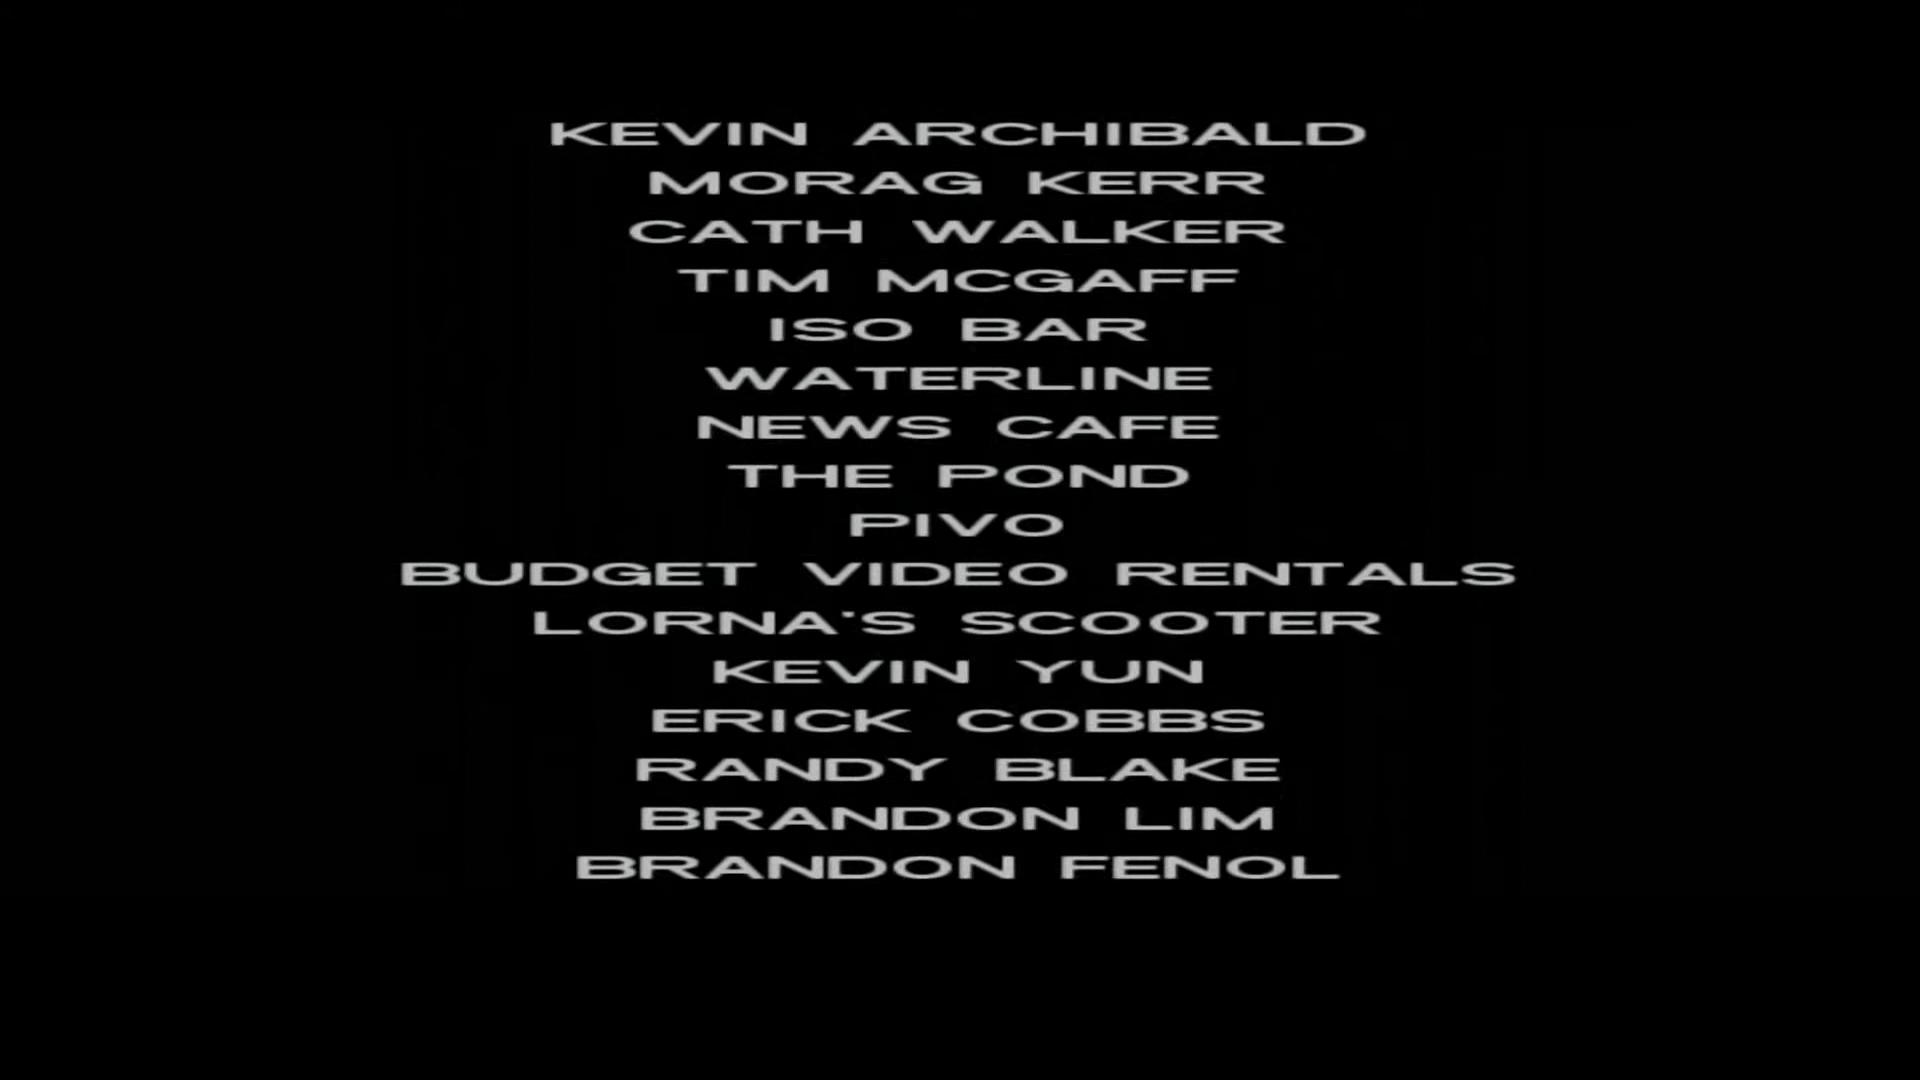 KEVIN ARCHIBALD
MORAG KERR
CATH WALKER
TIM MCGAFF
ISO BAR
WATERLINE
NEWS CAFE
THE POND
PIVO
BUDGET VIDEO RENTALS
LORNA'S SCOOTER
KEVIN YUN
ERICK COBBS
RANDY BLAKE
BRANDON LIM
BRANDON FENOL